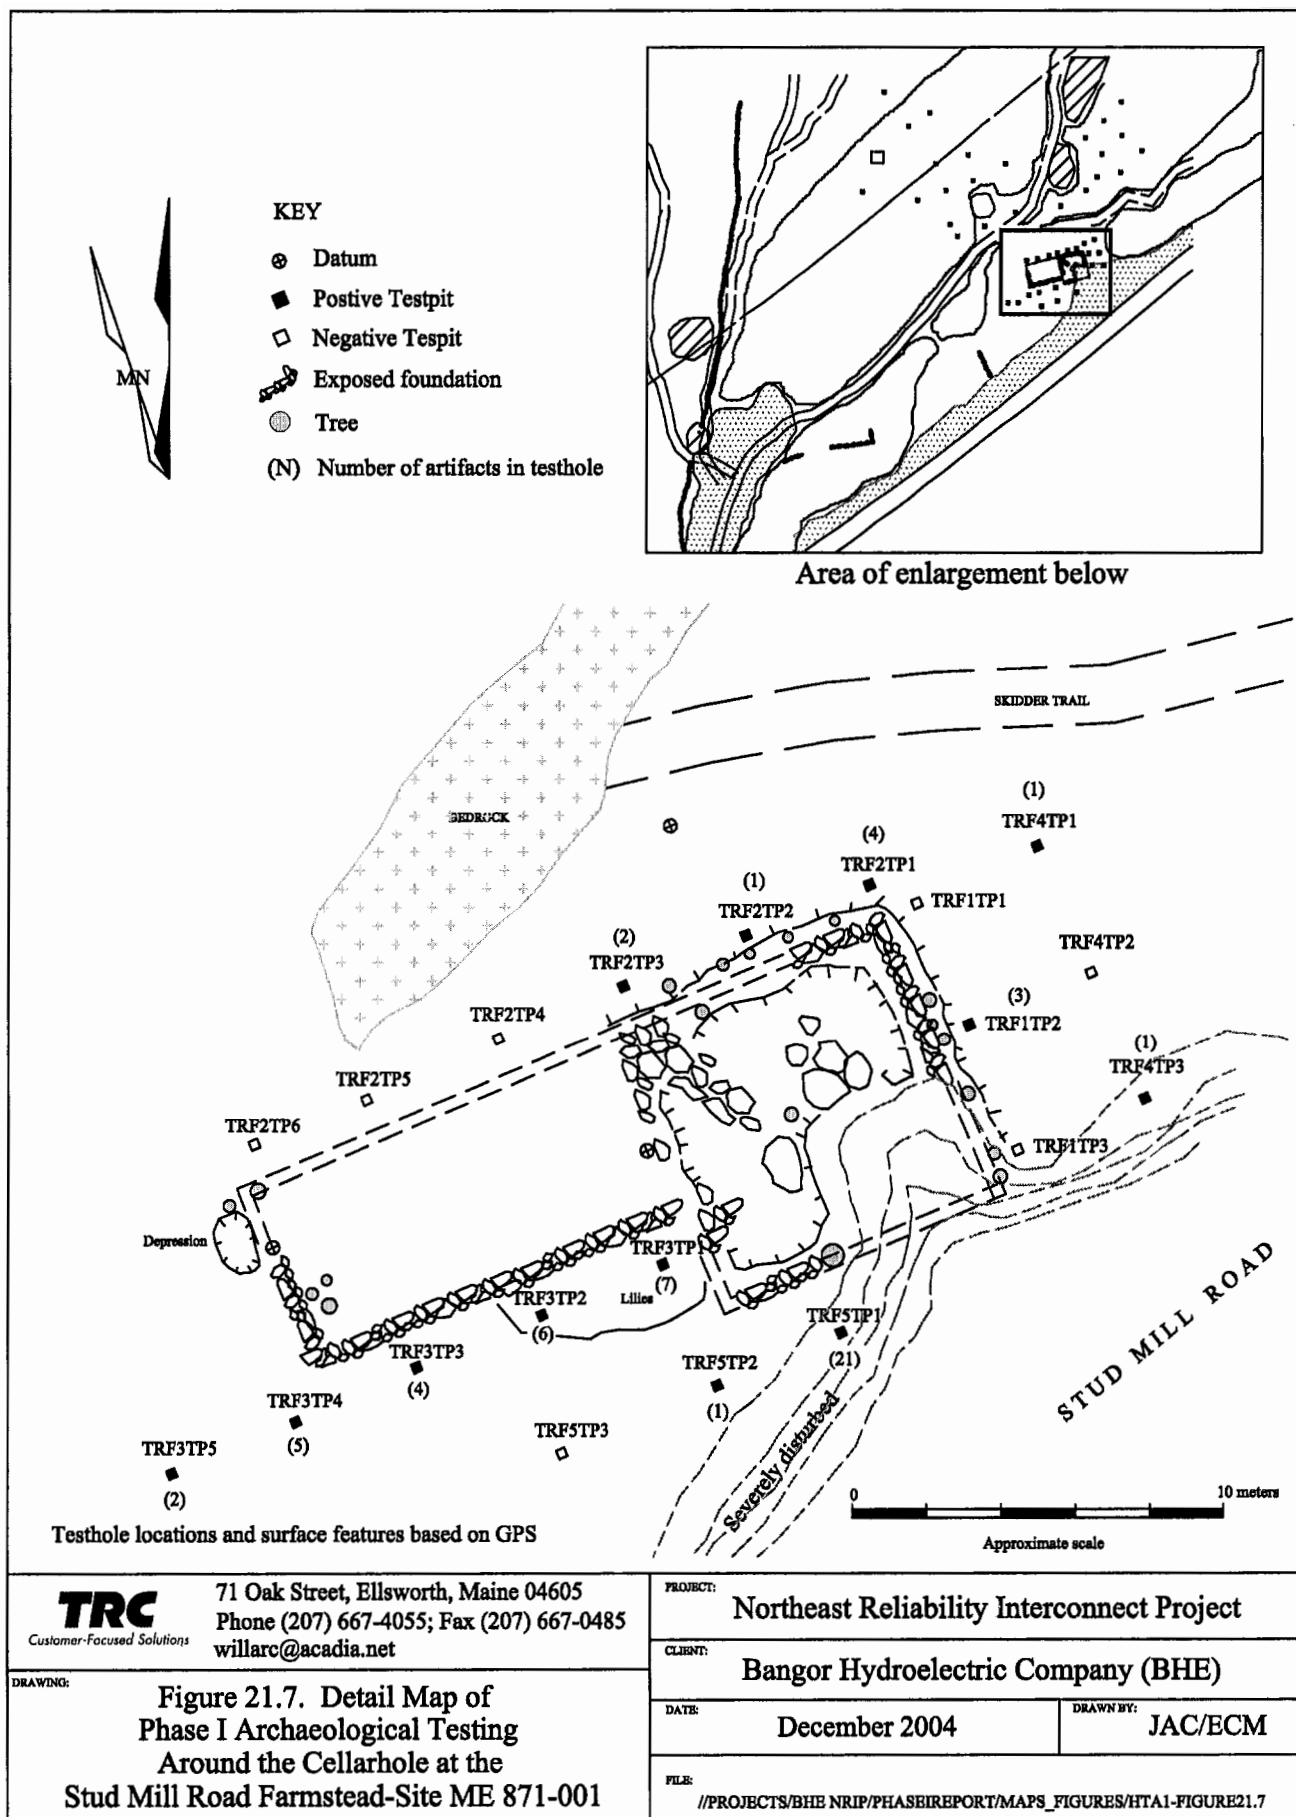 KEY
Datum
Postive Testpit
Negative Tespit
Exposed foundation
Tree
(N) Number of artifacts in testhole
MN
Area of enlargement below
SKIDDER TRAIL
BEDROCK
(1)
TRF4TP1
(4)
TRF2TP1
(1)
TRF2TP2
TRF1TP1
(2)
TRF2TP3
TRF4TP2
TRF2TP4
(3)
TRF1TP2
(1)
TRF4TP3
TRF2TP5
TRF2TP6
TRF1TP3
Depression
TRF3TP1
(7)
Lilies
TRF3TP2
(6)
TRF5TP1
(21)
TRF3TP3
(4)
TRF5TP2
(1)
TRF3TP4
(5)
TRF5TP3
TRF3TP5
(2)
Severely disturbed
STUD MILL ROAD
0 10 meters
Approximate scale
Testhole locations and surface features based on GPS
TRC
Customer-Focused Solutions
71 Oak Street, Ellsworth, Maine 04605
Phone (207) 667-4055; Fax (207) 667-0485
willarc@acadia.net
DRAWING:
Figure 21.7. Detail Map of
Phase I Archaeological Testing
Around the Cellarhole at the
Stud Mill Road Farmstead-Site ME 871-001
PROJECT:
Northeast Reliability Interconnect Project
CLIENT:
Bangor Hydroelectric Company (BHE)
DATE:
December 2004
DRAWN BY:
JAC/ECM
FILE:
//PROJECTS/BHE NRIP/PHASEIREPORT/MAPS_FIGURES/HTA1-FIGURE21.7